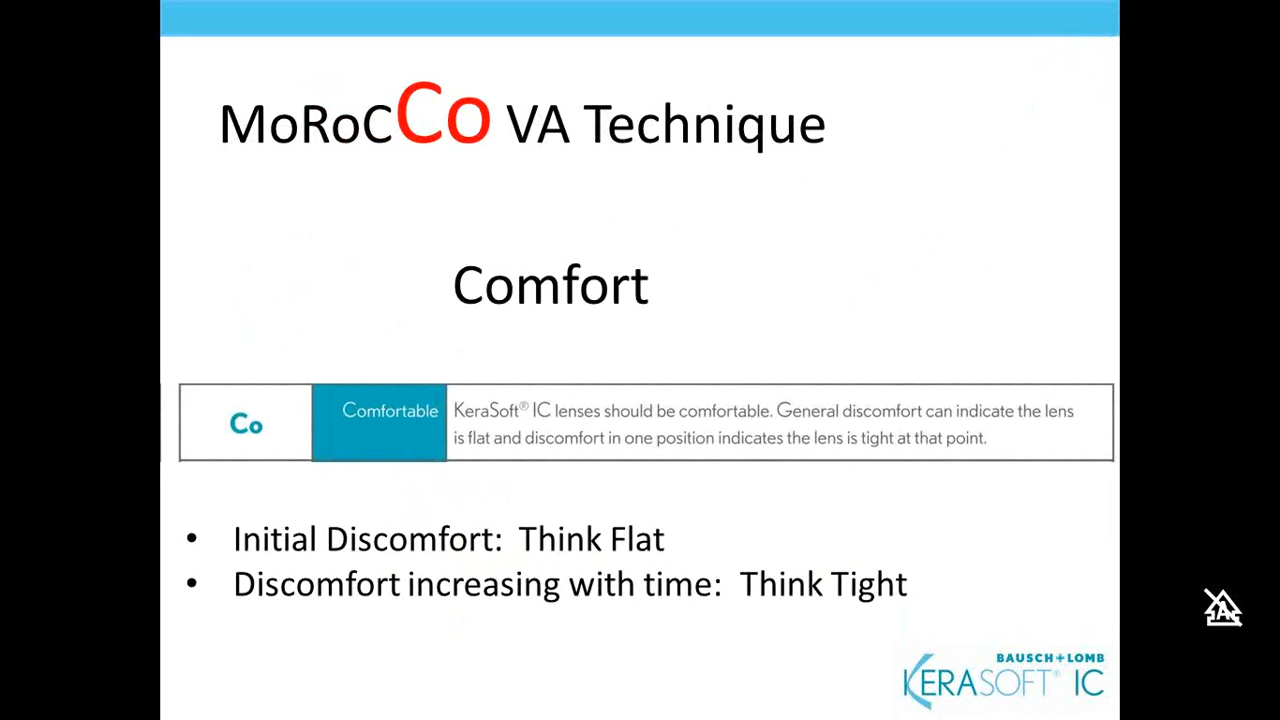 MoRoCCo VA Technique
Comfort
Co
Comfortable
KeraSoft® IC lenses should be comfortable. General discomfort can indicate the lens
is flat and discomfort in one position indicates the lens is tight at that point.
• Initial Discomfort: Think Flat
• Discomfort increasing with time: Think Tight
BAUSCH+LOMB
KERASOFT® IC